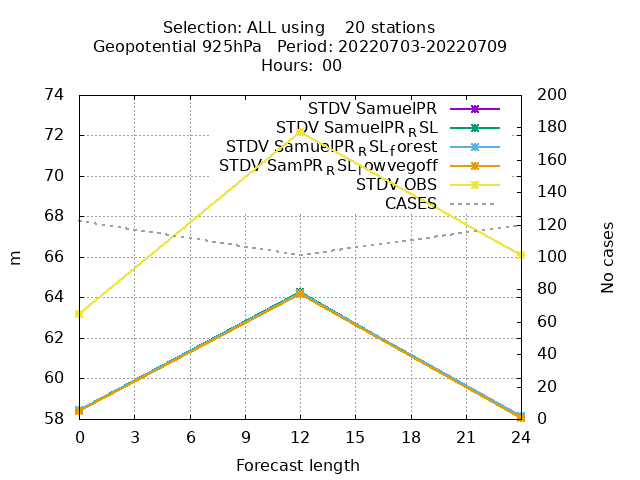 Selection: ALL using 20 stations
Geopotential 925hPa Period: 20220703-20220709
Hours: 00
74
72
70
68
66
64
62
60
58
m
200
180
160
140
120
100
80
60
40
20
0
No cases
STDV SamuelPR
STDV SamuelPR_RSL
STDV SamuelPR_RSL_forest
STDV SamPR_RSL_lowvegoff
STDV OBS
CASES
0 3 6 9 12 15 18 21 24
Forecast length